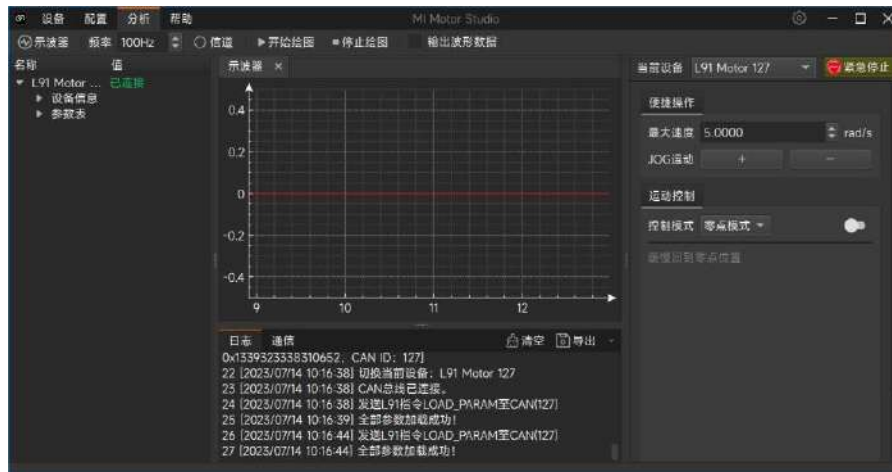 设备 配置 分析 帮助 MI Motor Studio
示波器 频率 100Hz 信道 开始绘图 停止绘图 输出波形数据
名称 值
L91 Motor ... 已连接
设备信息
参数表
示波器 ×
0.4
0.2
0
-0.2
-0.4
9 10 11 12
日志 通信 清空 导出
0x1339323338310652, CAN ID: 127]
22 [2023/07/14 10:16:38] 切换当前设备: L91 Motor 127
23 [2023/07/14 10:16:38] CAN总线已连接。
24 [2023/07/14 10:16:38] 发送L91指令LOAD_PARAM至CAN(127)
25 [2023/07/14 10:16:39] 全部参数加载成功!
26 [2023/07/14 10:16:44] 发送L91指令LOAD_PARAM至CAN(127)
27 [2023/07/14 10:16:44] 全部参数加载成功!
当前设备 L91 Motor 127 紧急停止
便捷操作
最大速度 5.0000 rad/s
JOG运动 + -
运动控制
控制模式 零点模式
缓慢回到零点位置